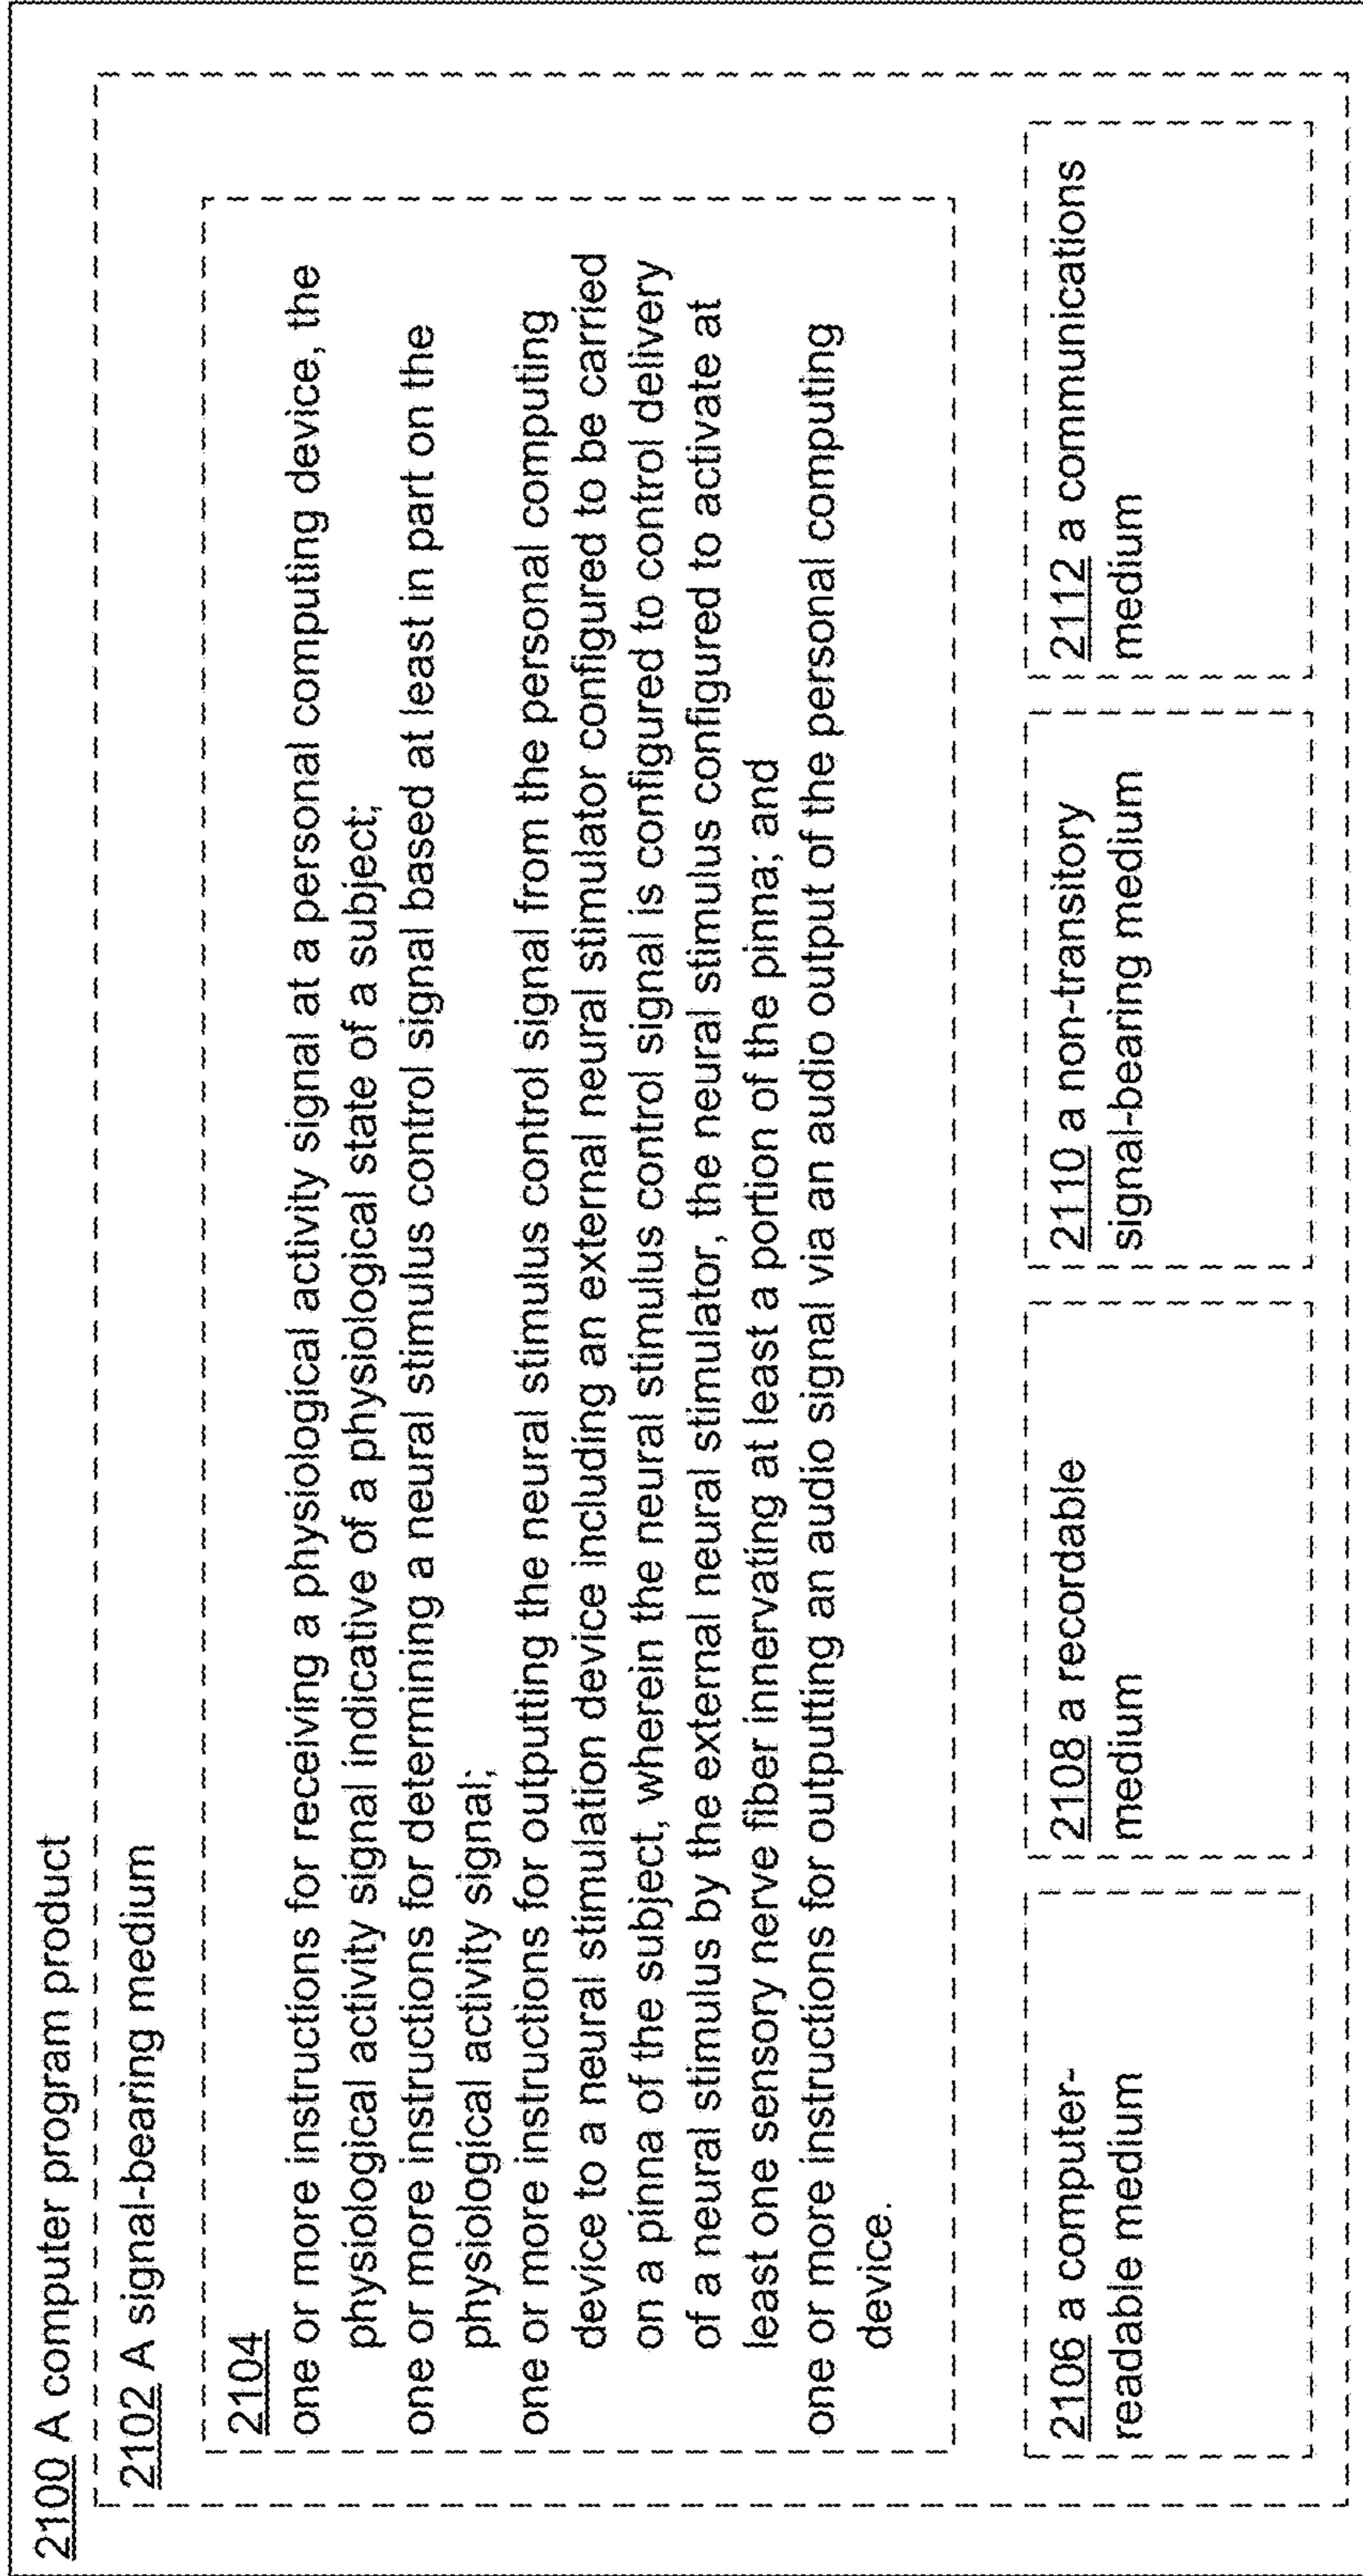 2100 A computer program product
2102 A signal-bearing medium
2104
one or more instructions for receiving a physiological activity signal at a personal computing device, the
physiological activity signal indicative of a physiological state of a subject;
one or more instructions for determining a neural stimulus control signal based at least in part on the
physiological activity signal;
one or more instructions for outputting the neural stimulus control signal from the personal computing
device to a neural stimulation device including an external neural stimulator configured to be carried
on a pinna of the subject, wherein the neural stimulus control signal is configured to control delivery
of a neural stimulus by the external neural stimulator, the neural stimulus configured to activate at
least one sensory nerve fiber innervating at least a portion of the pinna; and
one or more instructions for outputting an audio signal via an audio output of the personal computing
device.
2106 a computer-
readable medium
2108 a recordable
medium
2110 a non-transitory
signal-bearing medium
2112 a communications
medium